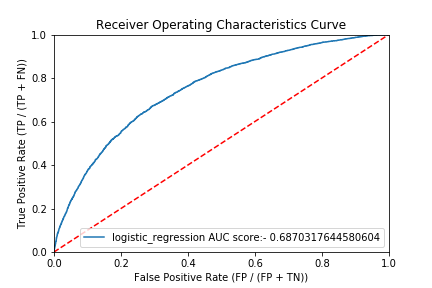 Receiver Operating Characteristics Curve
True Positive Rate (TP / (TP + FN))
1.0
0.8
0.6
0.4
0.2
0.0
logistic_regression AUC score:- 0.6870317644580604
0.0 0.2 0.4 0.6 0.8 1.0
False Positive Rate (FP / (FP + TN))